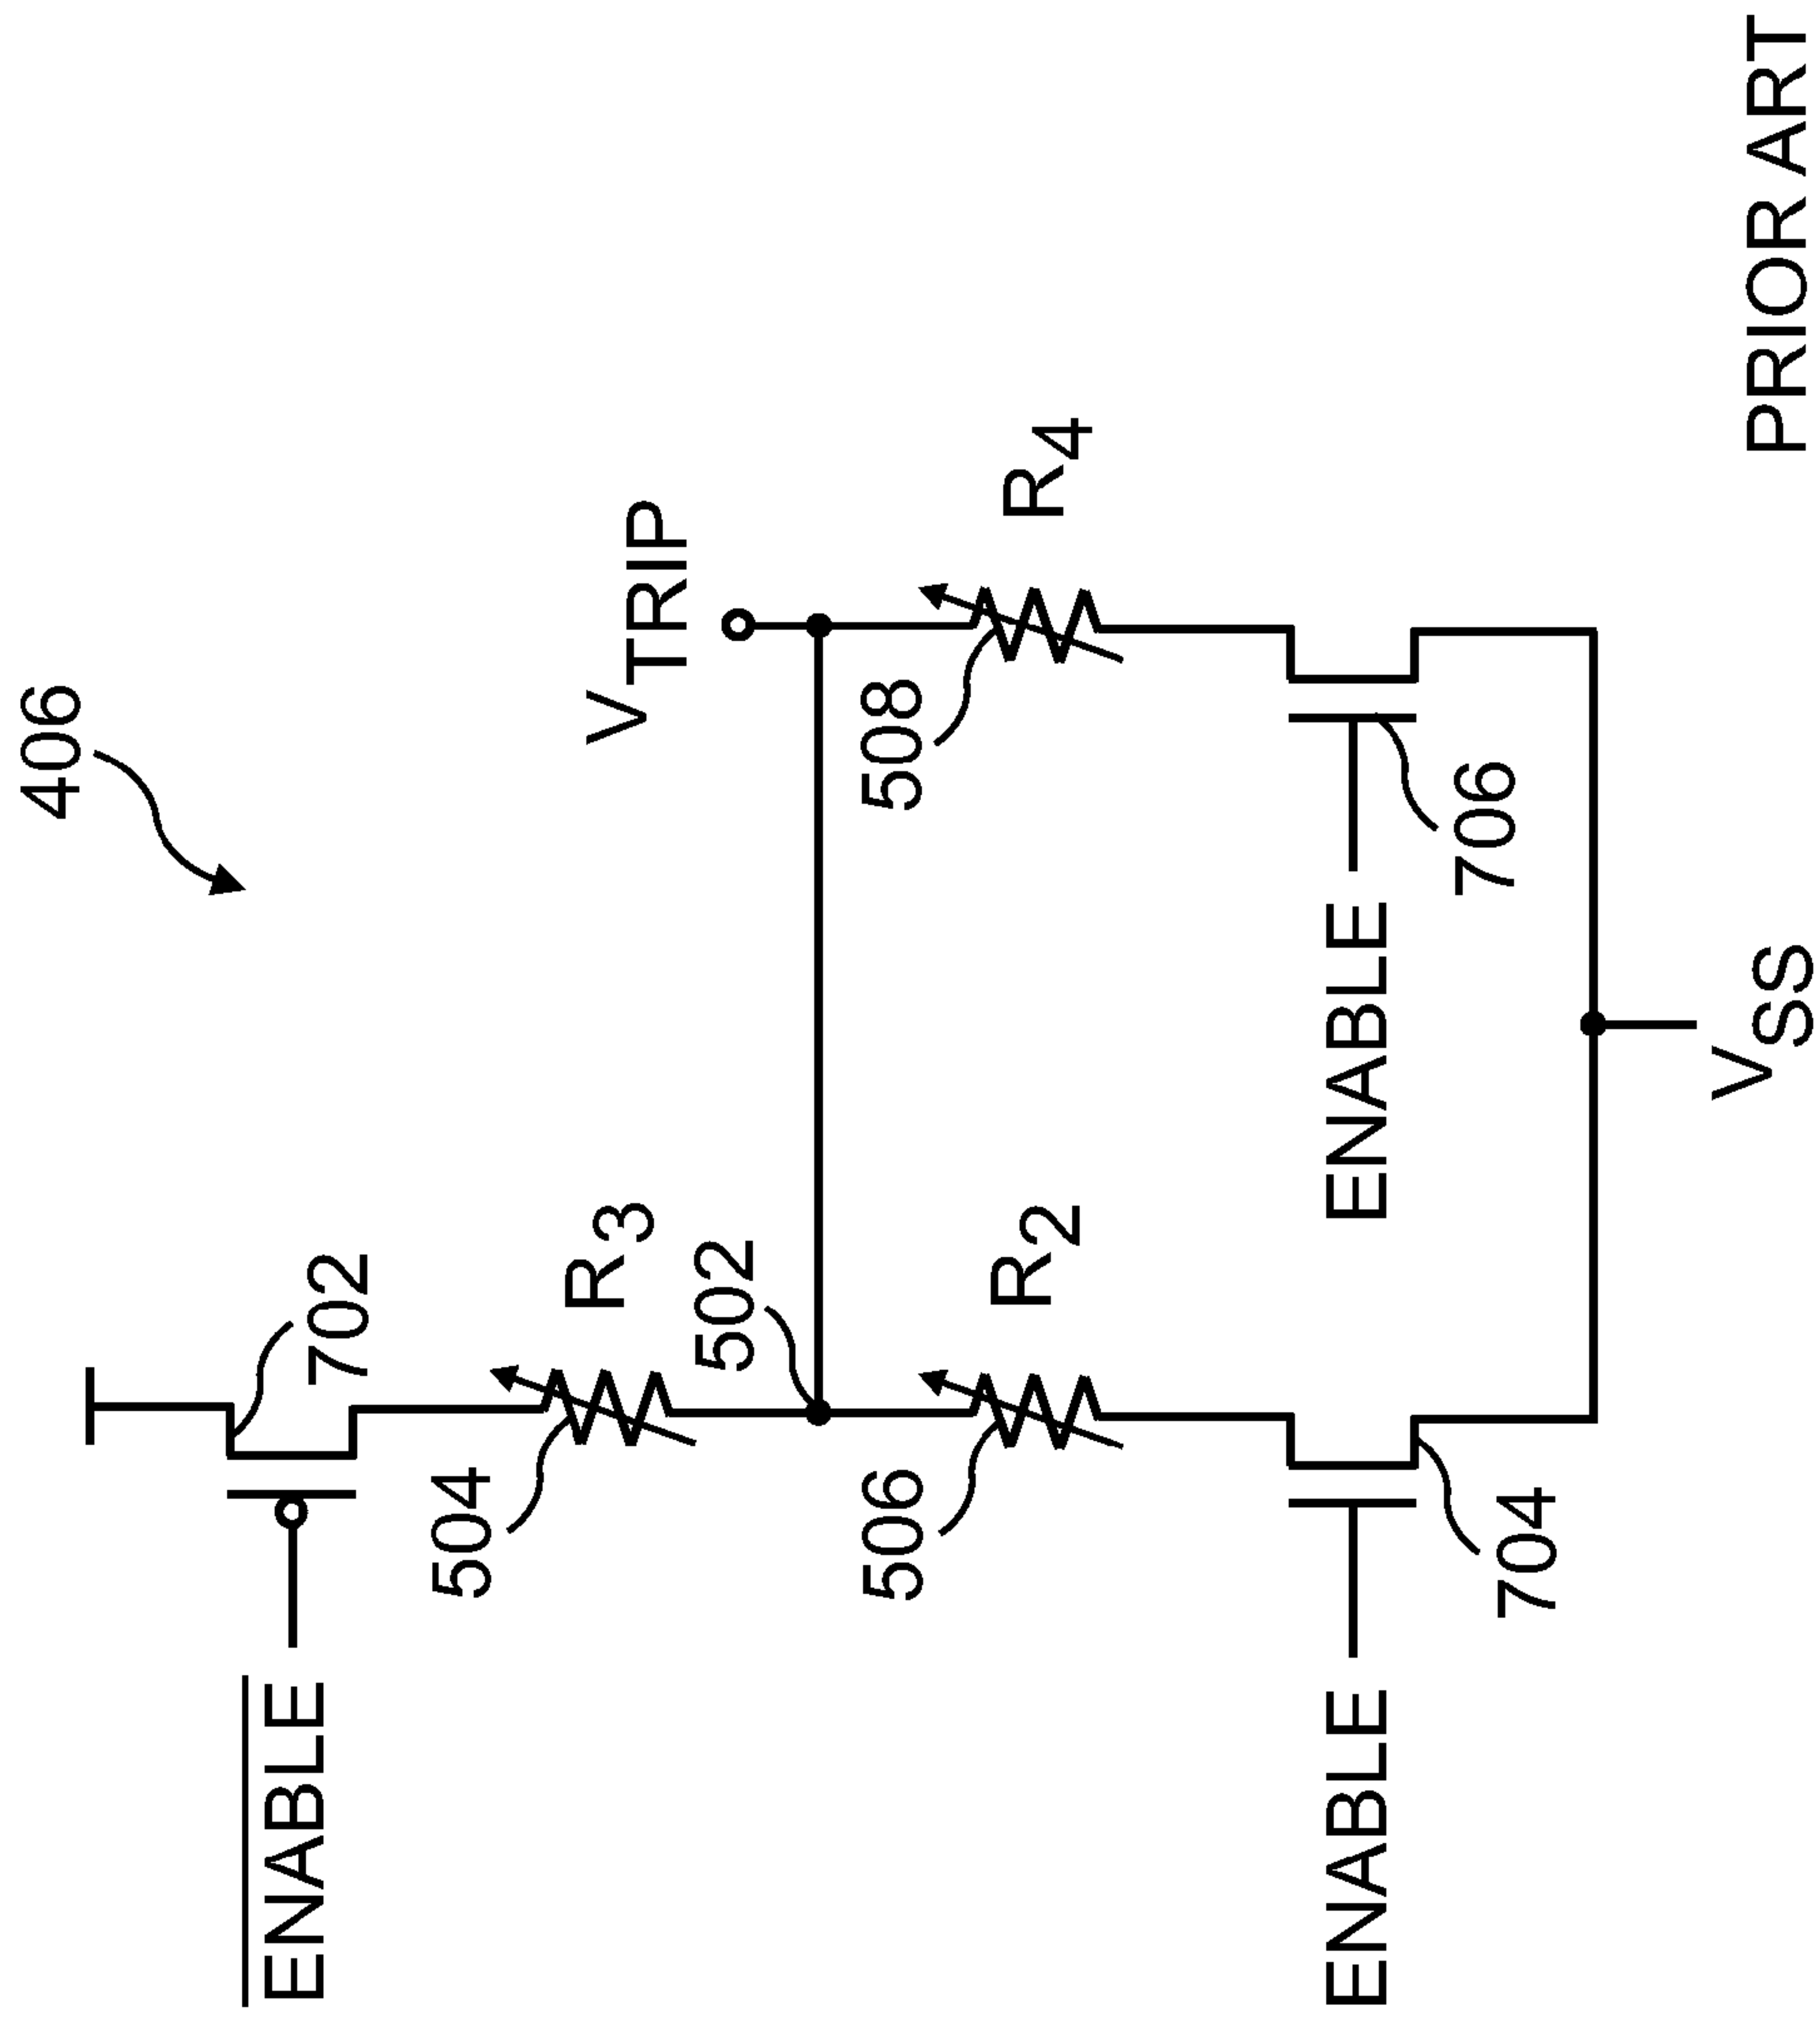 406
702
ENABLE
504
R3
502
VTRIP
506
R2
508
R4
ENABLE
704
ENABLE
706
VSS
PRIOR ART